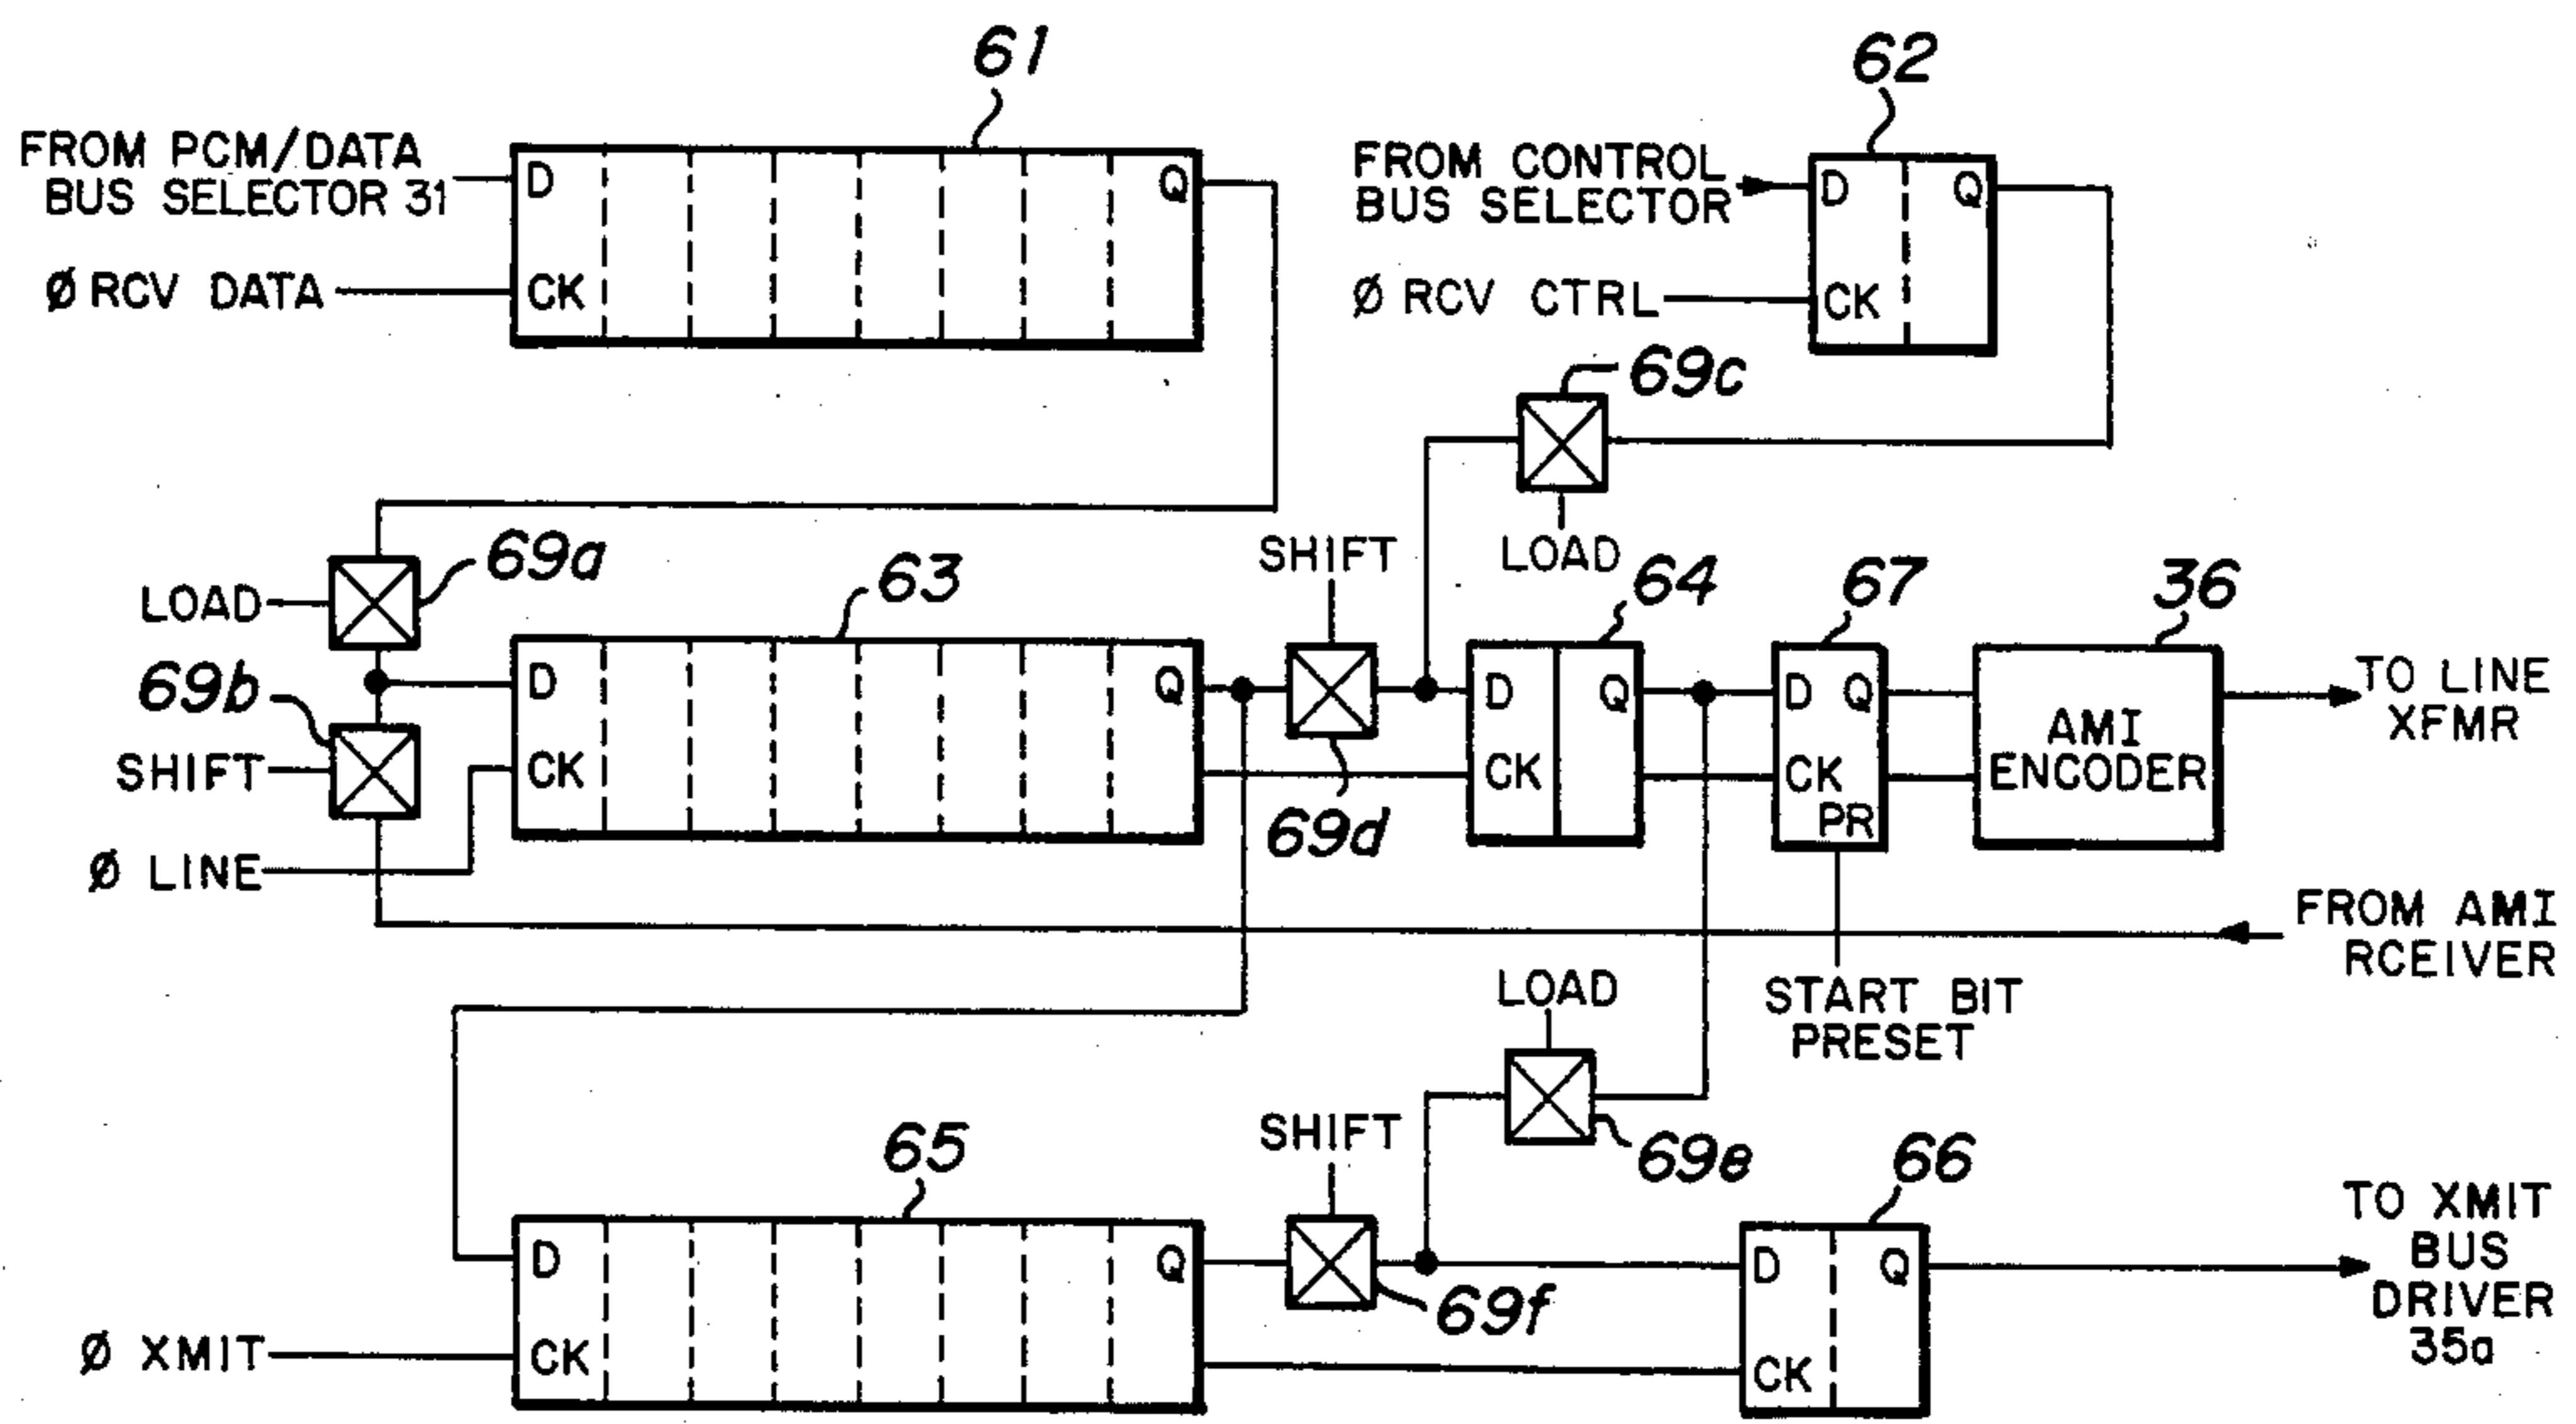 61
62
FROM PCM/DATA
BUS SELECTOR 31
D
Q
FROM CONTROL
BUS SELECTOR
D
Q
Ø RCV DATA
CK
Ø RCV CTRL
CK
69c
LOAD
69a
LOAD
63
SHIFT
64
67
36
69b
D
Q
D
Q
D
Q
TO LINE
XFMR
SHIFT
CK
CK
CK
PR
AMI
ENCODER
69d
Ø LINE
FROM AMI
RCEIVER
LOAD
START BIT
PRESET
65
SHIFT
69e
66
D
Q
D
Q
TO XMIT
BUS
DRIVER
35a
69f
Ø XMIT
CK
CK